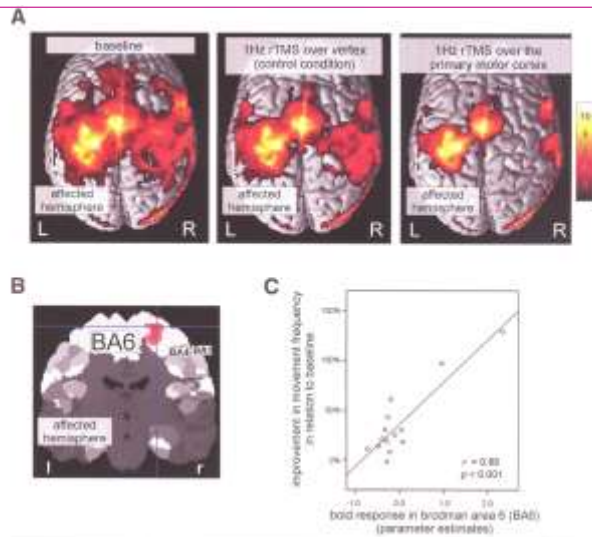 A
baseline
1Hz rTMS over vertex
(control condition)
1Hz rTMS over the
primary motor cortex
10
affected
hemisphere
affected
hemisphere
affected
hemisphere
L R
L R
L R
B
BA6
affected
hemisphere
l r
C
improvement in movement frequency
in relation to baseline
100%
p < 0.001
bold response in brodman area 6 (BA6)
(parameter estimates)